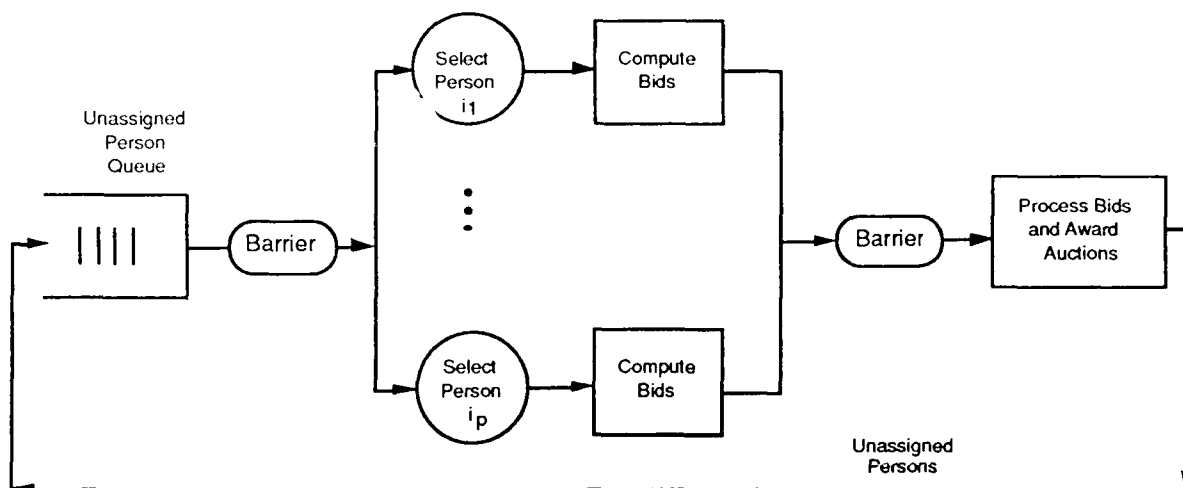 Unassigned
Person
Queue
Barrier
Select
Person
i1
Compute
Bids
Select
Person
ip
Compute
Bids
Barrier
Process Bids
and Award
Auctions
Unassigned
Persons